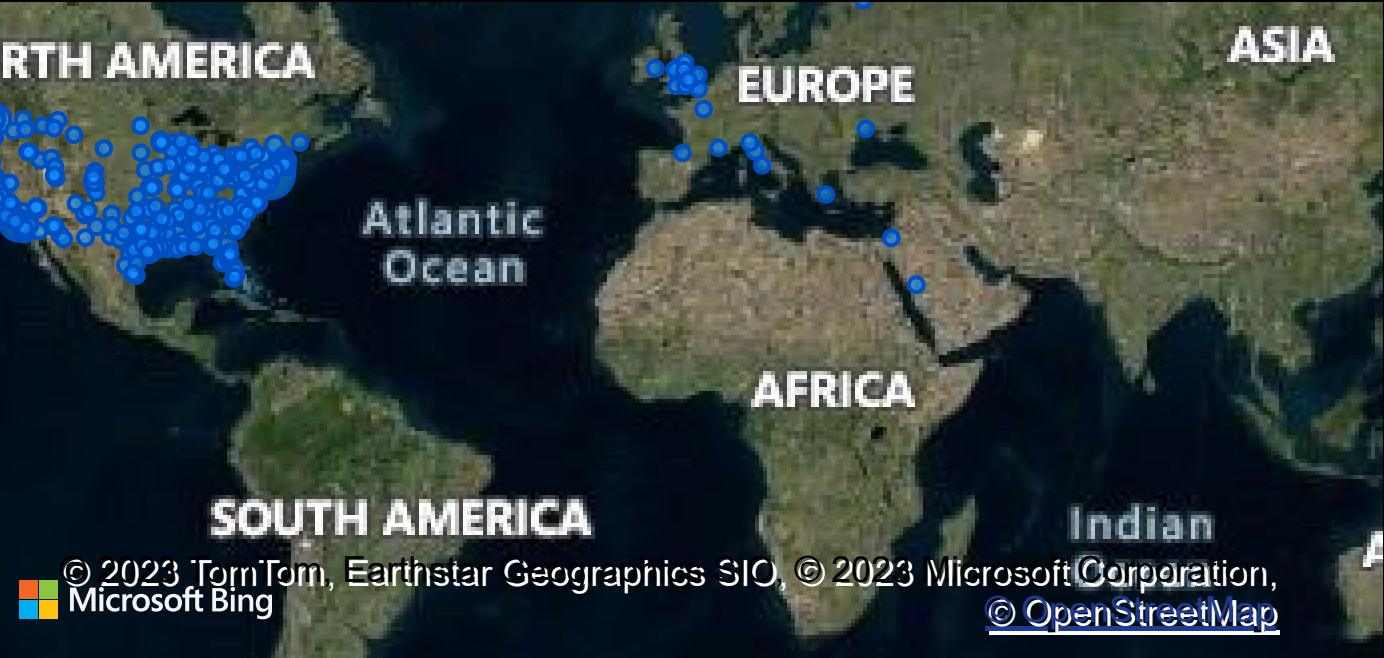 RTH AMERICA
EUROPE
ASIA
Atlantic
Ocean
AFRICA
SOUTH AMERICA
Indian
© 2023 TomTom, Earthstar Geographics SIO, © 2023 Microsoft Corporation,
Microsoft Bing
© OpenStreetMap